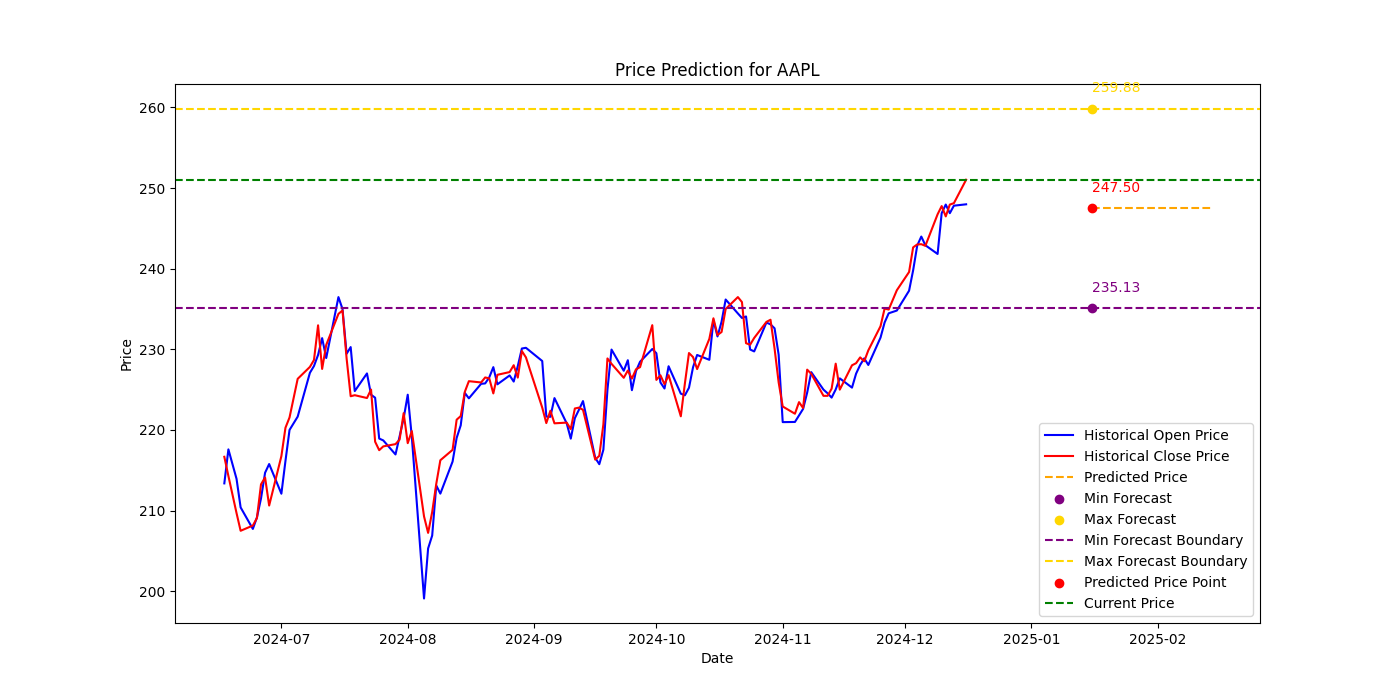 Price Prediction for AAPL
259.88
247.50
235.13
260
250
240
230
220
210
200
Price
Historical Open Price
Historical Close Price
Predicted Price
Min Forecast
Max Forecast
Min Forecast Boundary
Max Forecast Boundary
Predicted Price Point
Current Price
2024-07
2024-08
2024-09
2024-10
2024-11
2024-12
2025-01
2025-02
Date